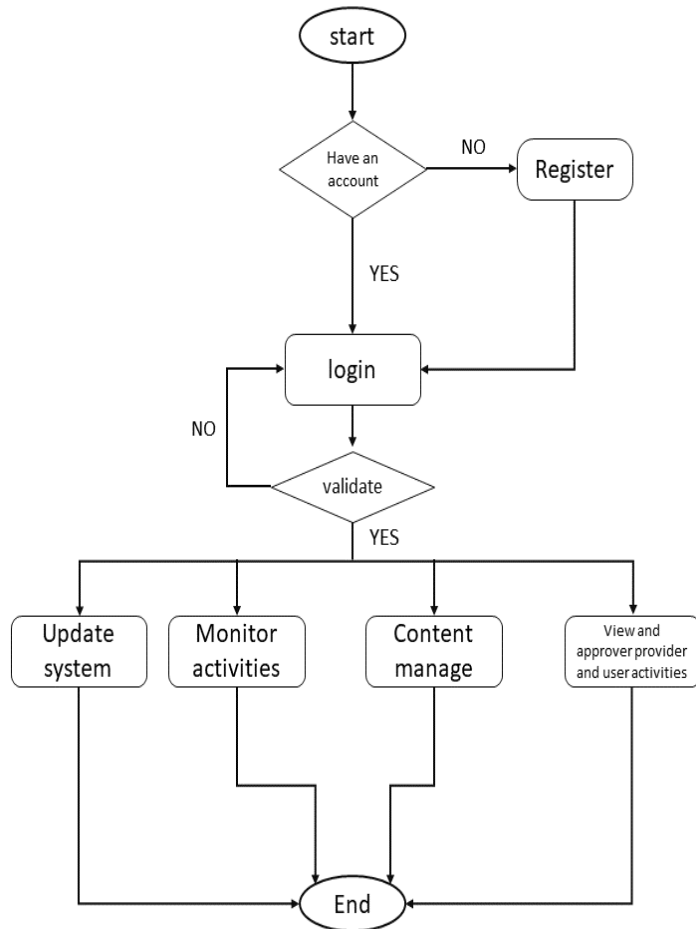 start
Have an
account
NO
Register
YES
login
NO
validate
YES
Update
system
Monitor
activities
Content
manage
View and
approver provider
and user activities
End